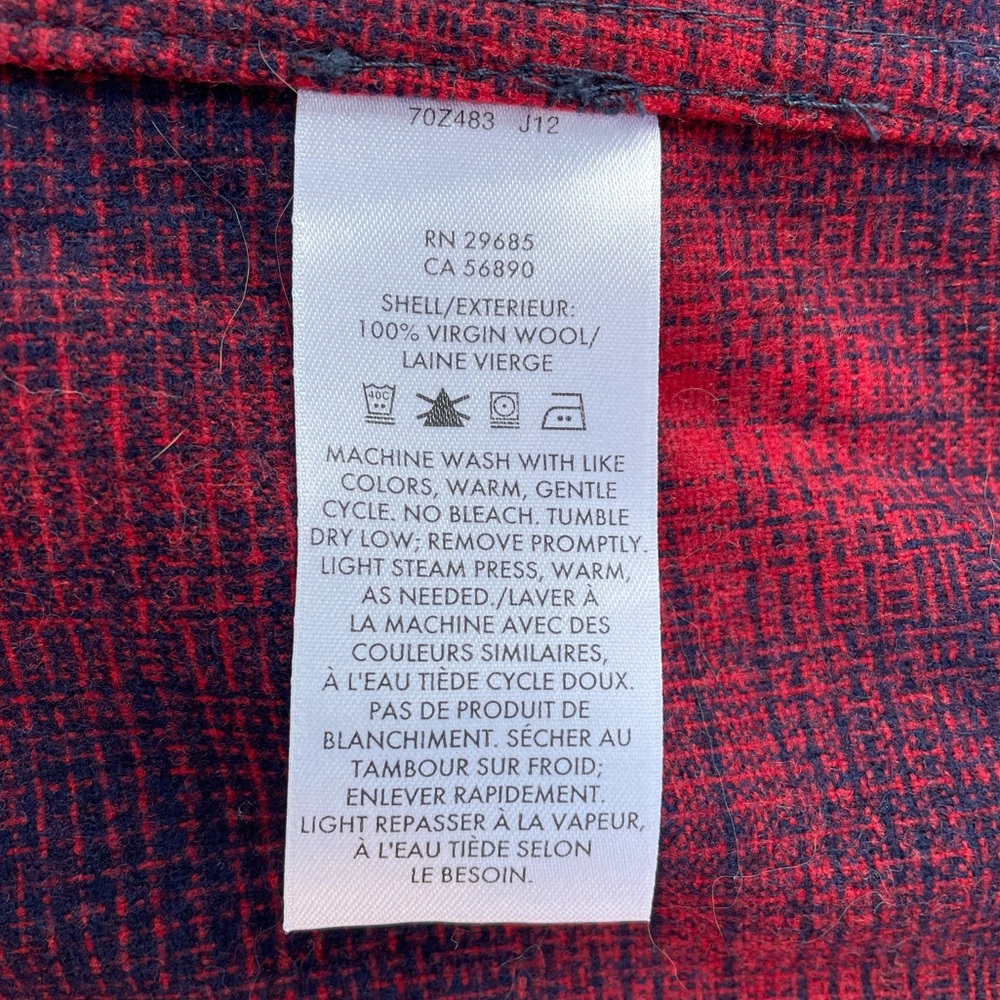 70Z483 J12
RN 29685
CA 56890
SHELL/EXTERIEUR:
100% VIRGIN WOOL/
LAINE VIERGE
40C
MACHINE WASH WITH LIKE
COLORS, WARM, GENTLE
CYCLE. NO BLEACH. TUMBLE
DRY LOW; REMOVE PROMPTLY.
LIGHT STEAM PRESS, WARM,
AS NEEDED./LAVER À
LA MACHINE AVEC DES
COULEURS SIMILAIRES,
À L'EAU TIÈDE CYCLE DOUX.
PAS DE PRODUIT DE
BLANCHIMENT. SÉCHER AU
TAMBOUR SUR FROID;
ENLEVER RAPIDEMENT.
LIGHT REPASSER À LA VAPEUR,
À L'EAU TIÈDE SELON
LE BESOIN.